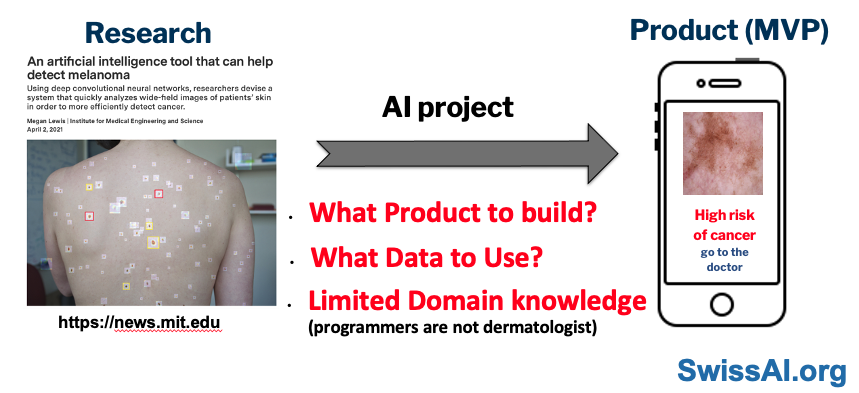 Research
An artificial intelligence tool that can help
detect melanoma
Using deep convolutional neural networks, researchers devise a
system that quickly analyzes wide-field images of patients' skin
in order to more efficiently detect cancer.
Megan Lewis | Institute for Medical Engineering and Science
April 2, 2021
https://news.mit.edu
AI project
• What Product to build?
• What Data to Use?
• Limited Domain knowledge
(programmers are not dermatologist)
Product (MVP)
High risk
of cancer
go to the
doctor
SwissAI.org